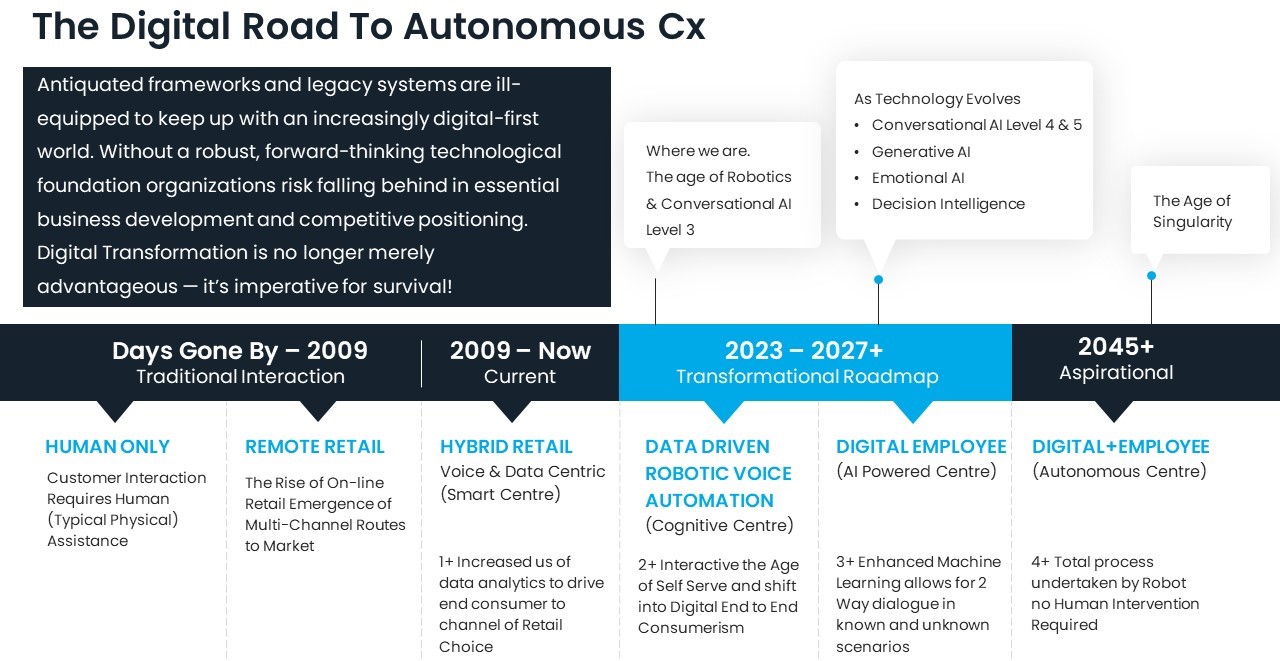 The Digital Road To Autonomous Cx
Antiquated frameworks and legacy systems are ill-
equipped to keep up with an increasingly digital-first
world. Without a robust, forward-thinking technological
foundation organizations risk falling behind in essential
business development and competitive positioning.
Digital Transformation is no longer merely
advantageous — it’s imperative for survival!
Where we are.
The age of Robotics
& Conversational AI
Level 3
As Technology Evolves
• Conversational AI Level 4 & 5
• Generative AI
• Emotional AI
• Decision Intelligence
The Age of
Singularity
Days Gone By – 2009
Traditional Interaction
2009 – Now
Current
2023 – 2027+
Transformational Roadmap
2045+
Aspirational
HUMAN ONLY
Customer Interaction
Requires Human
(Typical Physical)
Assistance
REMOTE RETAIL
The Rise of On-line
Retail Emergence of
Multi-Channel Routes
to Market
HYBRID RETAIL
Voice & Data Centric
(Smart Centre)
1+ Increased us of
data analytics to drive
end consumer to
channel of Retail
Choice
DATA DRIVEN
ROBOTIC VOICE
AUTOMATION
(Cognitive Centre)
2+ Interactive the Age
of Self Serve and shift
into Digital End to End
Consumerism
DIGITAL EMPLOYEE
(AI Powered Centre)
3+ Enhanced Machine
Learning allows for 2
Way dialogue in
known and unknown
scenarios
DIGITAL+EMPLOYEE
(Autonomous Centre)
4+ Total process
undertaken by Robot
no Human Intervention
Required